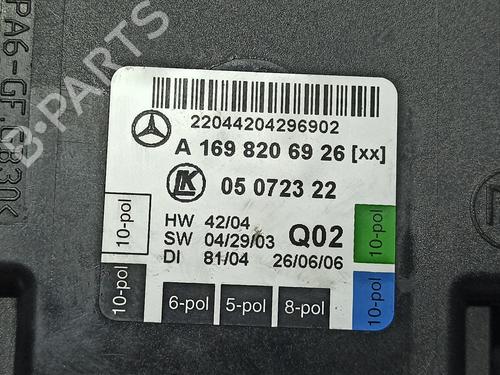 PA6-GF.GB30K
B-PARTS
22044204296902
A 169 820 69 26 [xx]
LK 05 0723 22
HW 42/04
SW 04/29/03 Q02
DI 81/04 26/06/06
10-pol
10-pol
10-pol
10-pol
6-pol 5-pol 8-pol